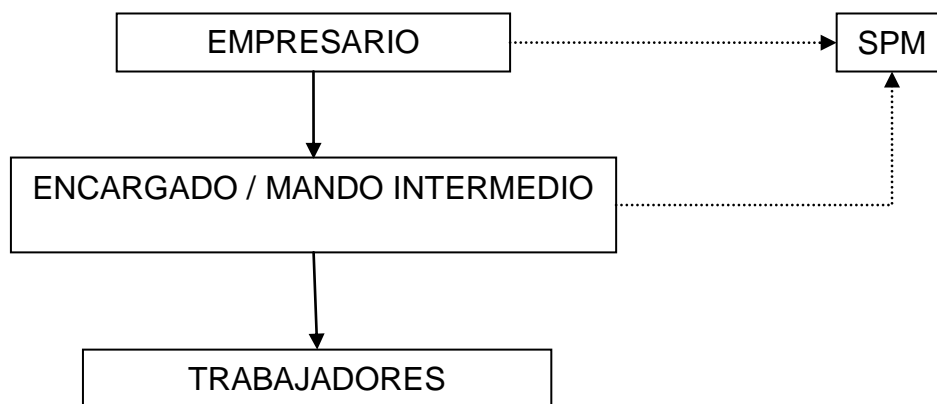 EMPRESARIO
SPM
ENCARGADO / MANDO INTERMEDIO
TRABAJADORES